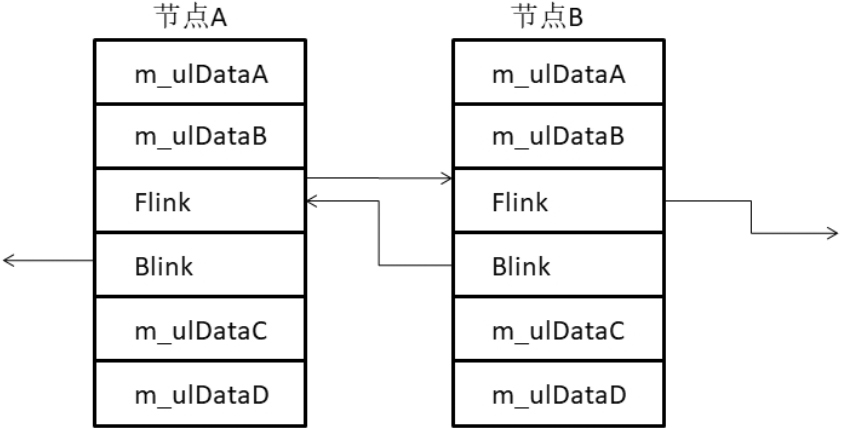 节点A
m_ulDataA
m_ulDataB
Flink
Blink
m_ulDataC
m_ulDataD
节点B
m_ulDataA
m_ulDataB
Flink
Blink
m_ulDataC
m_ulDataD